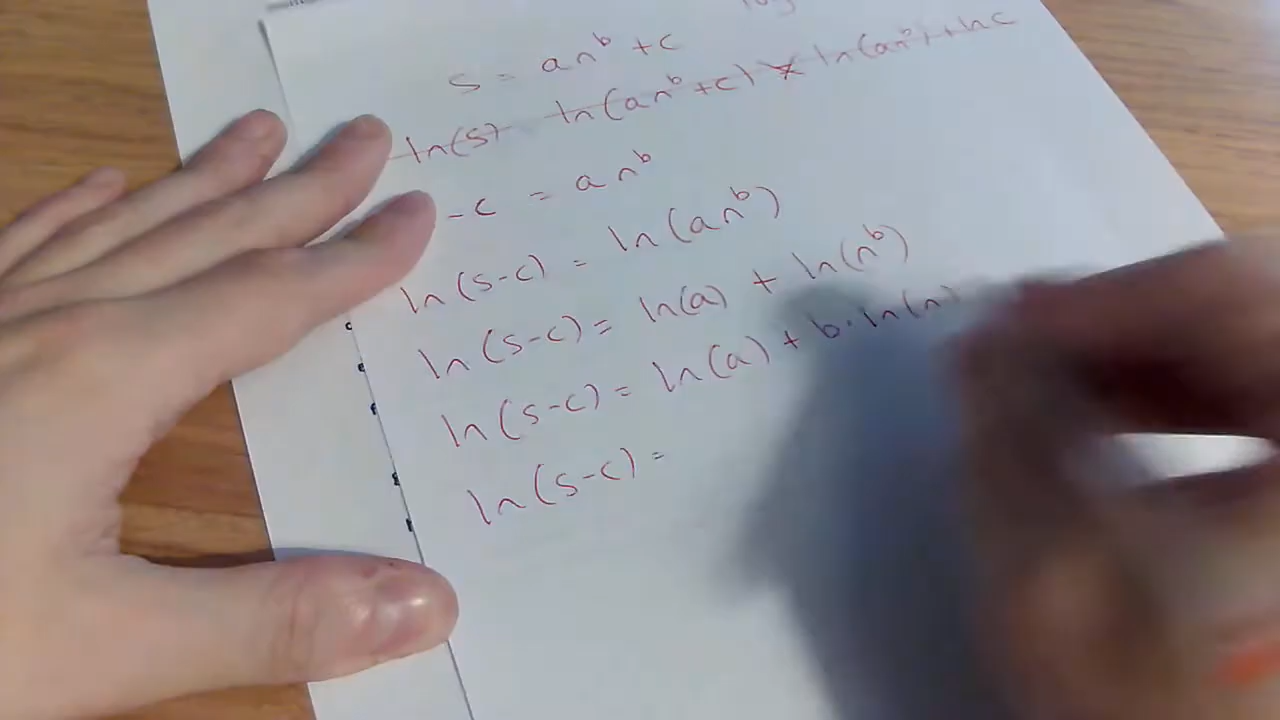 s = an^b + c
ln(s) = ln(an^b + c) ≠ ln(an^b) + ln c
-c = an^b
ln(s-c) = ln(an^b)
ln(s-c) = ln(a) + ln(n^b)
ln(s-c) = ln(a) + b·ln(n)
ln(s-c) =